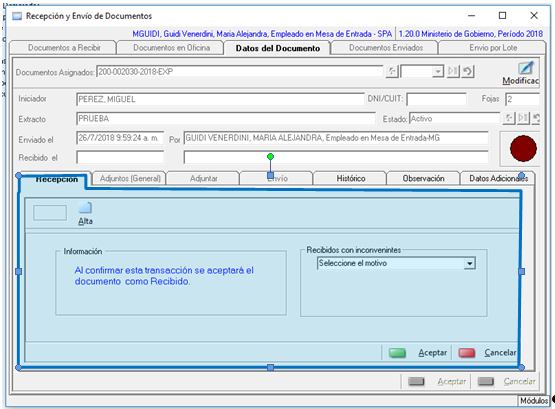 Recepción y Envío de Documentos
MGUIDI, Guidi Venerdini, Maria Alejandra, Empleado en Mesa de Entrada - SPA 1.20.0 Ministerio de Gobierno, Período 2018
Documentos a Recibir Documentos en Oficina Datos del Documento Documentos Enviados Envio por Lote
Documentos Asignados: 200-002030-2018-EXP
Modificac
Iniciador PEREZ, MIGUEL DNI/CUIT: Fojas 2
Extracto PRUEBA Estado: Activo
Enviado el 26/7/2018 9:59:24 a. m. Por GUIDI VENERDINI, MARIA ALEJANDRA, Empleado en Mesa de Entrada-MG
Recibido el
Recepción Adjuntos (General) Adjuntar Envío Histórico Observación Datos Adicionales
Alta
Información
Al confirmar esta transacción se aceptará el
documento como Recibido.
Recibidos con inconvenintes
Seleccione el motivo
Aceptar Cancelar
Aceptar Cancelar
Módulos